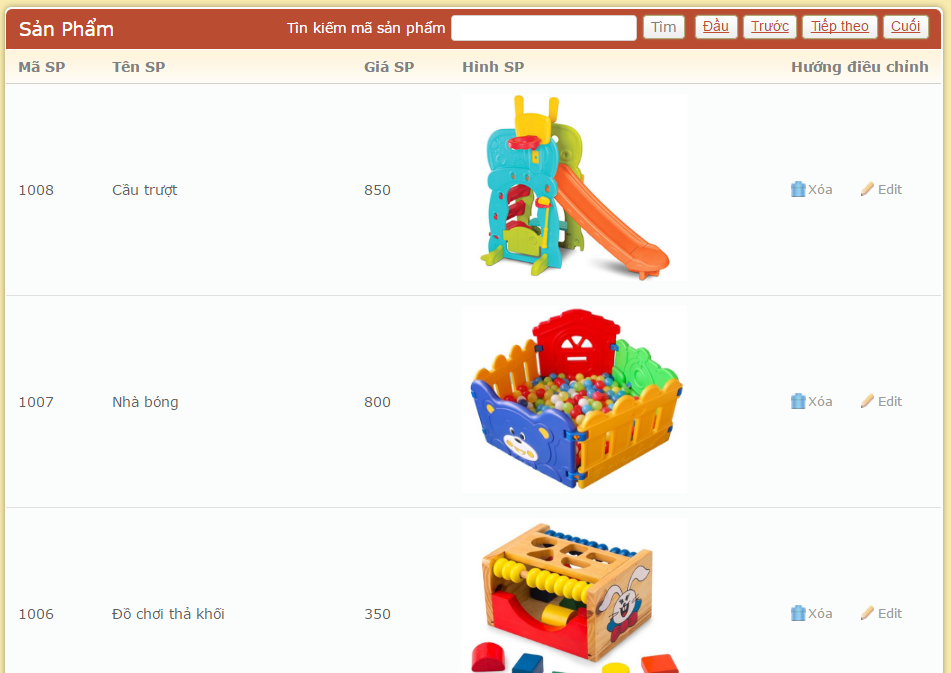 Sản Phẩm Tìn kiếm mã sản phẩm Tìm Đầu Trước Tiếp theo Cuối
Mã SP Tên SP Giá SP Hình SP Hướng điều chỉnh
1008 Cầu trượt 850 Xóa Edit
1007 Nhà bóng 800 Xóa Edit
1006 Đồ chơi thả khối 350 Xóa Edit